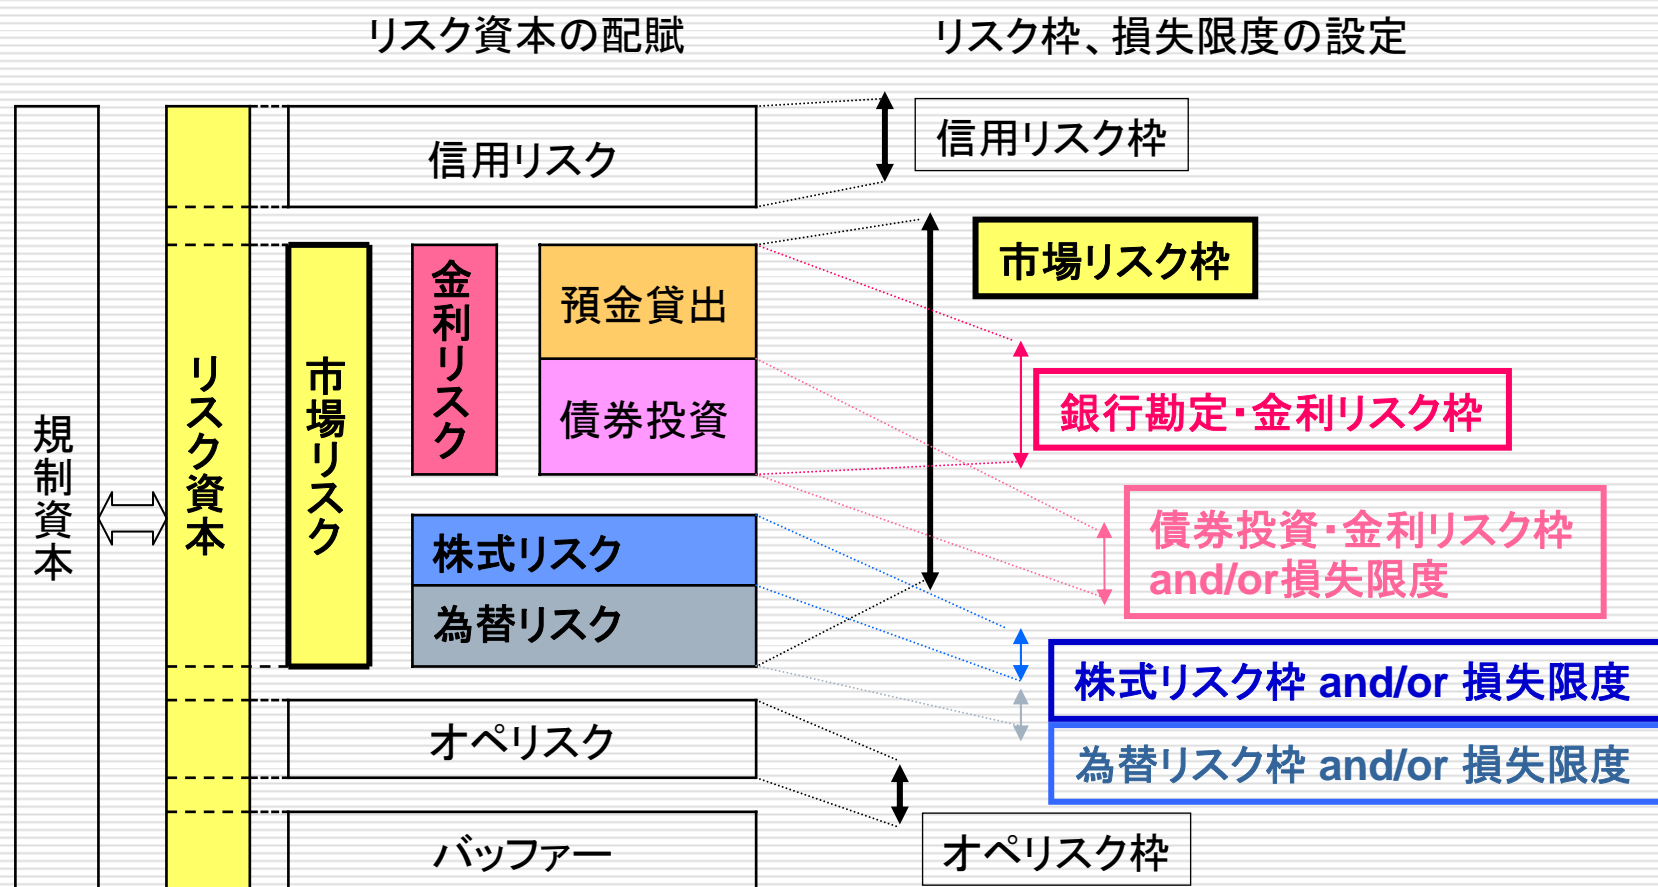 リスク資本の配賦
リスク枠、損失限度の設定
規制資本
リスク資本
信用リスク
信用リスク枠
市場リスク
金利リスク
預金貸出
債券投資
市場リスク枠
銀行勘定・金利リスク枠
債券投資・金利リスク枠
and/or損失限度
株式リスク
為替リスク
株式リスク枠 and/or 損失限度
為替リスク枠 and/or 損失限度
オペリスク
オペリスク枠
バッファー